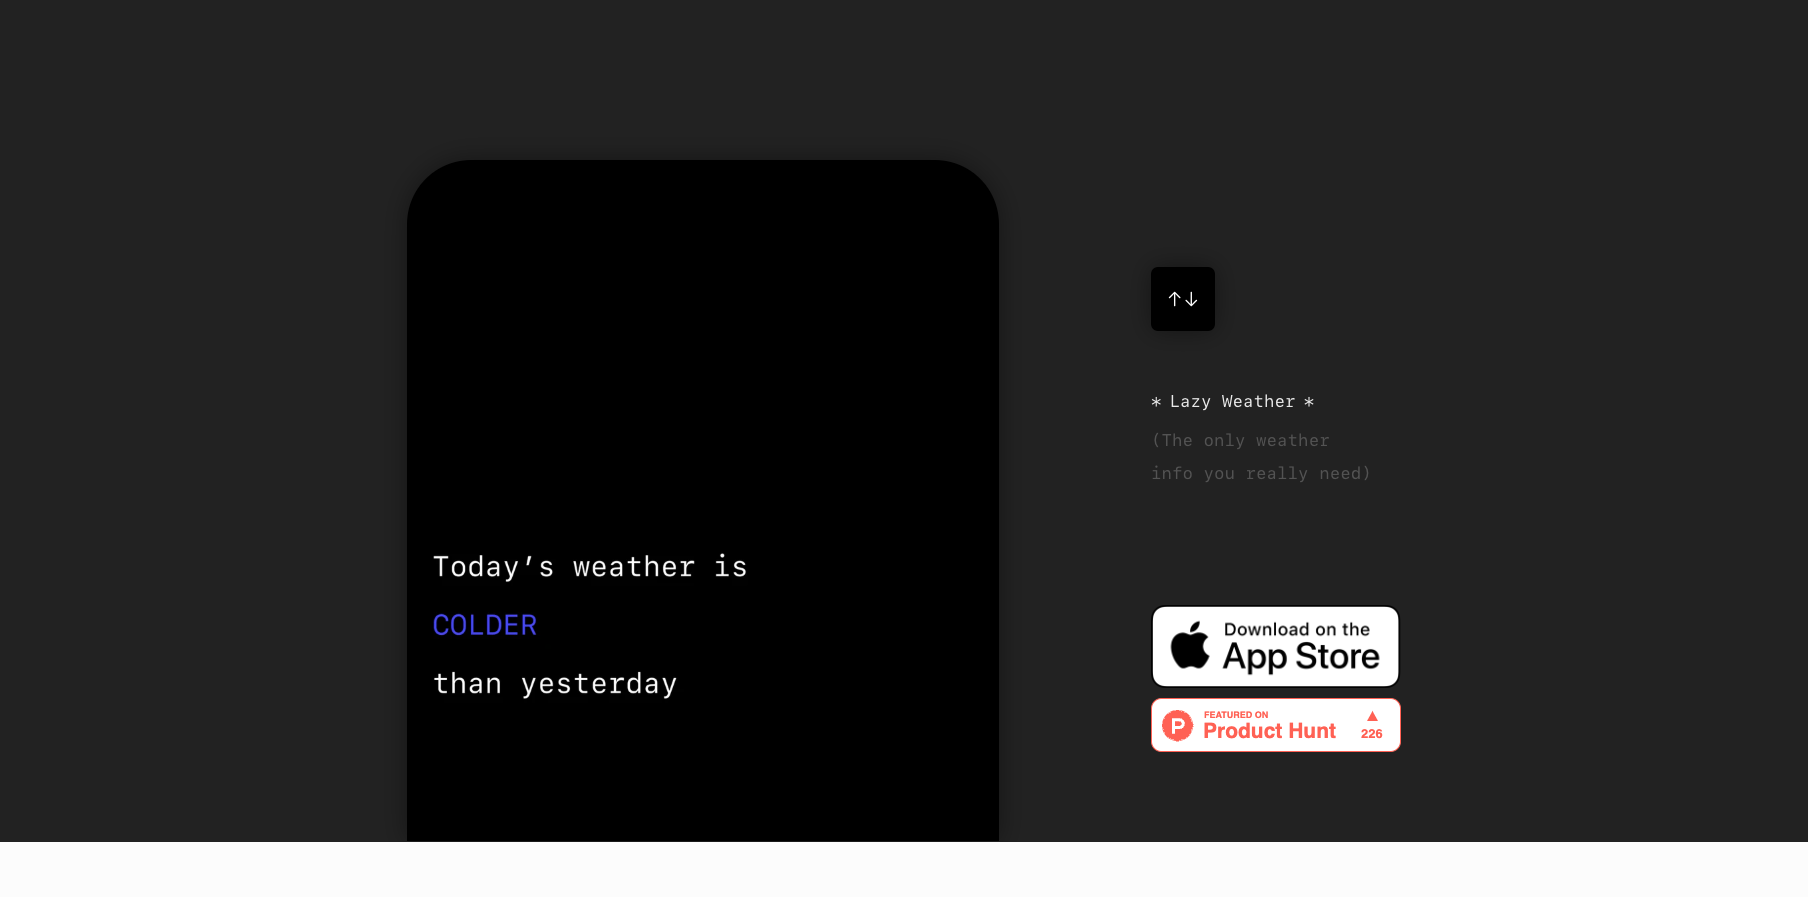 Today’s weather is
COLDER
than yesterday
↑↓
* Lazy Weather *
(The only weather
info you really need)
Download on the
App Store
P
FEATURED ON
Product Hunt
▲
226